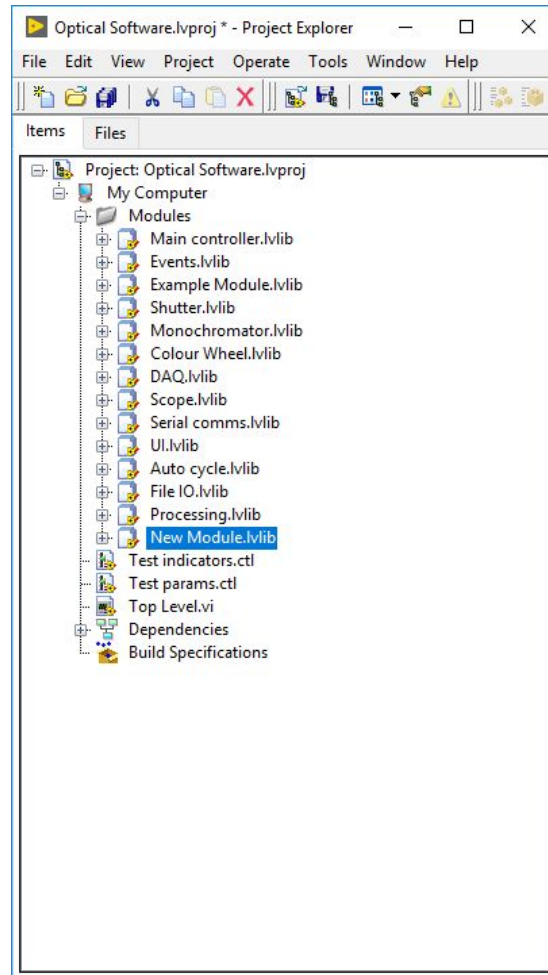 Optical Software.lvproj * - Project Explorer
File Edit View Project Operate Tools Window Help
Items Files
Project: Optical Software.lvproj
My Computer
Modules
Main controller.lvlib
Events.lvlib
Example Module.lvlib
Shutter.lvlib
Monochromator.lvlib
Colour Wheel.lvlib
DAQ.lvlib
Scope.lvlib
Serial comms.lvlib
UI.lvlib
Auto cycle.lvlib
File IO.lvlib
Processing.lvlib
New Module.lvlib
Test indicators.ctl
Test params.ctl
Top Level.vi
Dependencies
Build Specifications